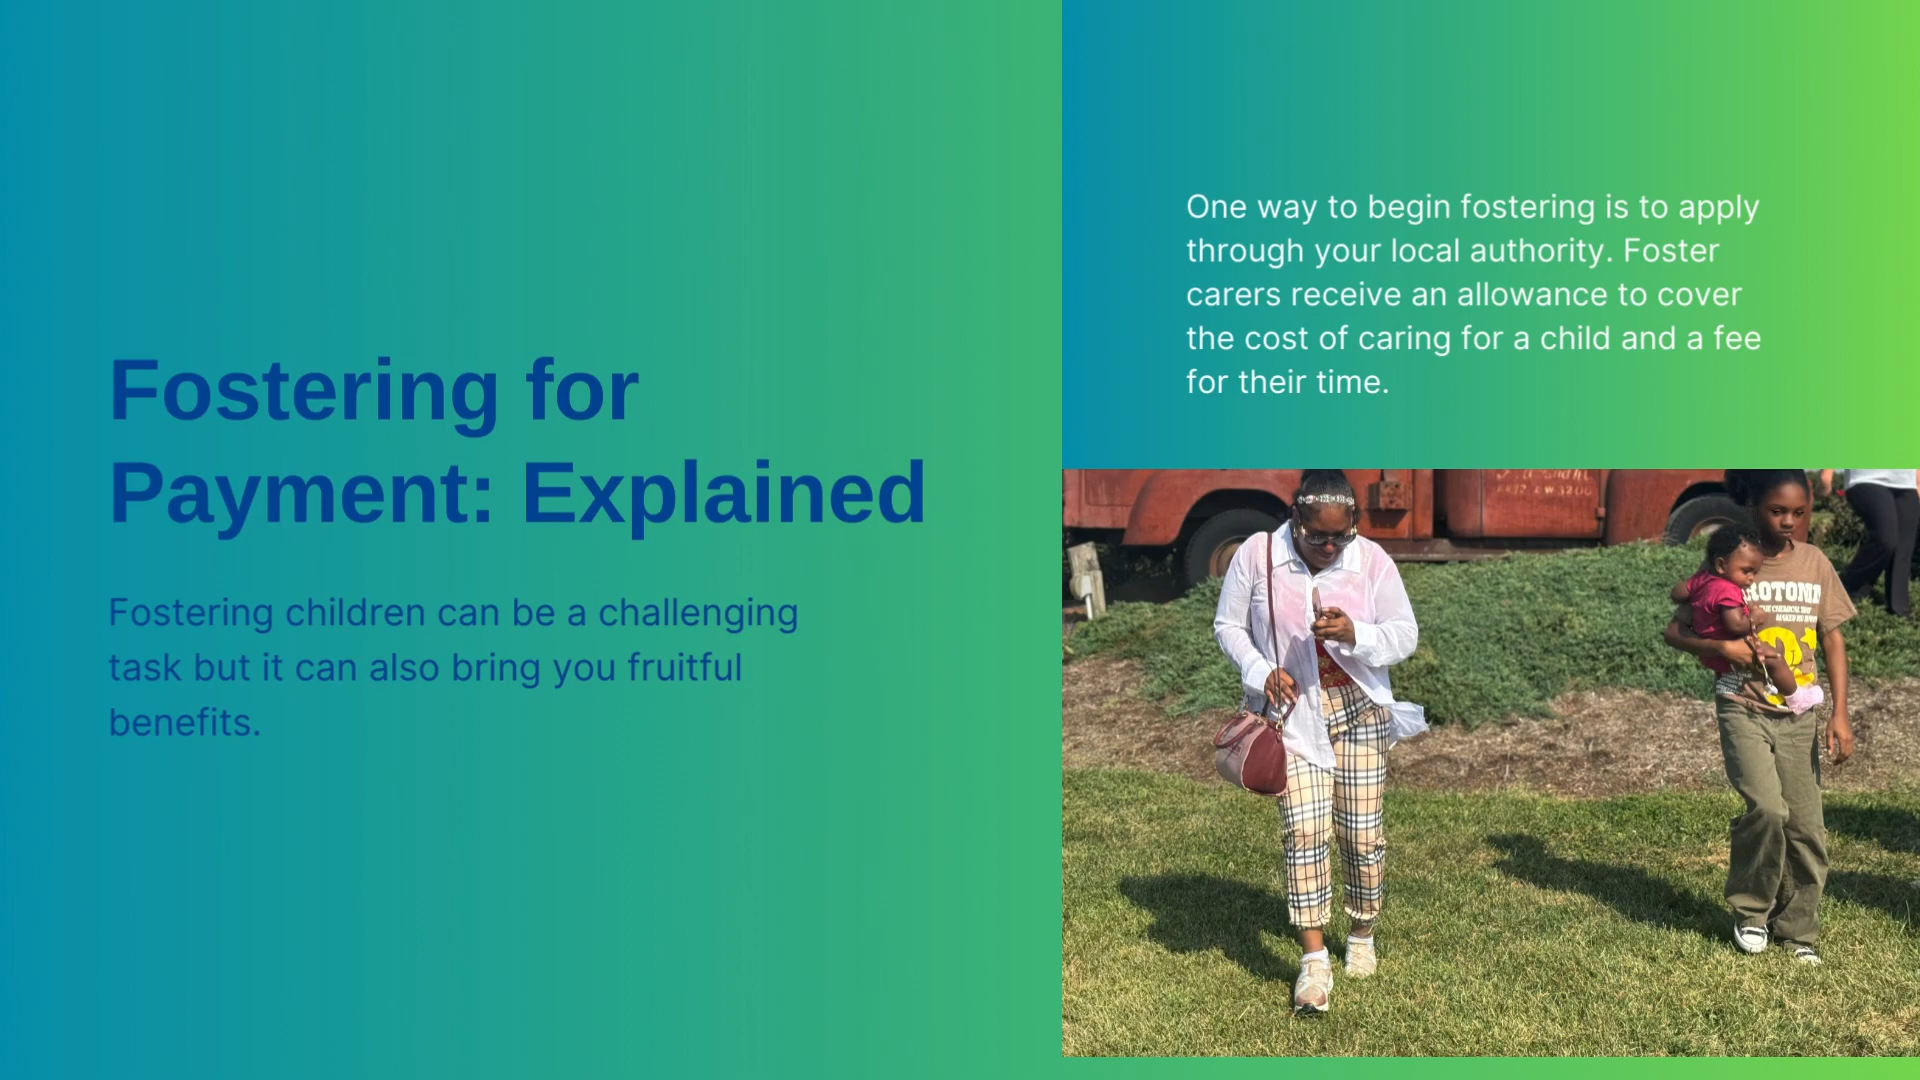 Fostering for
Payment: Explained
Fostering children can be a challenging
task but it can also bring you fruitful
benefits.
One way to begin fostering is to apply
through your local authority. Foster
carers receive an allowance to cover
the cost of caring for a child and a fee
for their time.